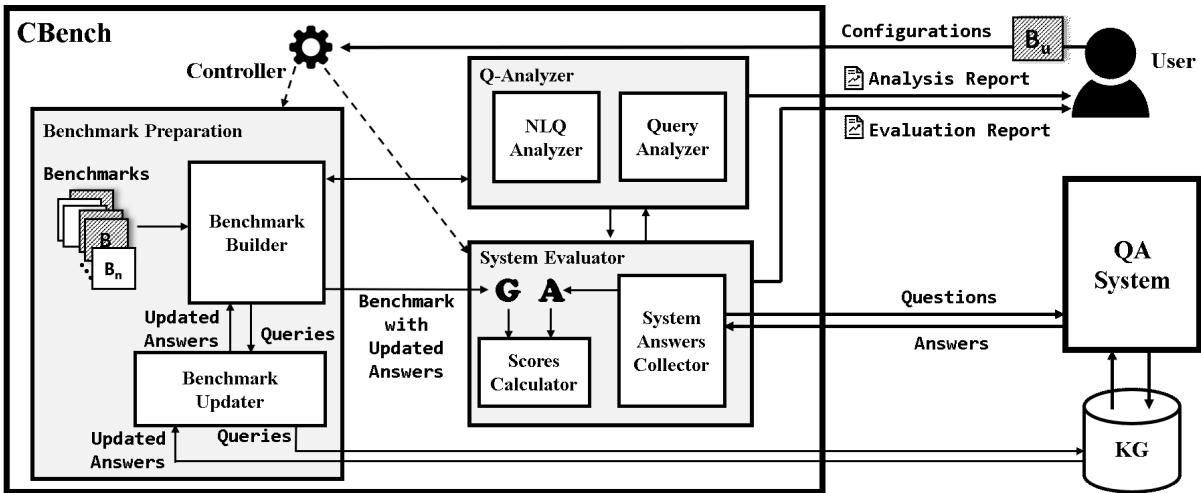 CBench
Configurations
B_u
User
Controller
Q-Analyzer
Analysis Report
NLQ
Analyzer
Query
Analyzer
Evaluation Report
Benchmark Preparation
Benchmarks
B
B_n
Benchmark
Builder
System Evaluator
G A
QA
System
Benchmark
with
Updated
Answers
System
Answers
Collector
Questions
Answers
Updated
Answers
Queries
Scores
Calculator
Benchmark
Updater
Updated
Answers
Queries
KG